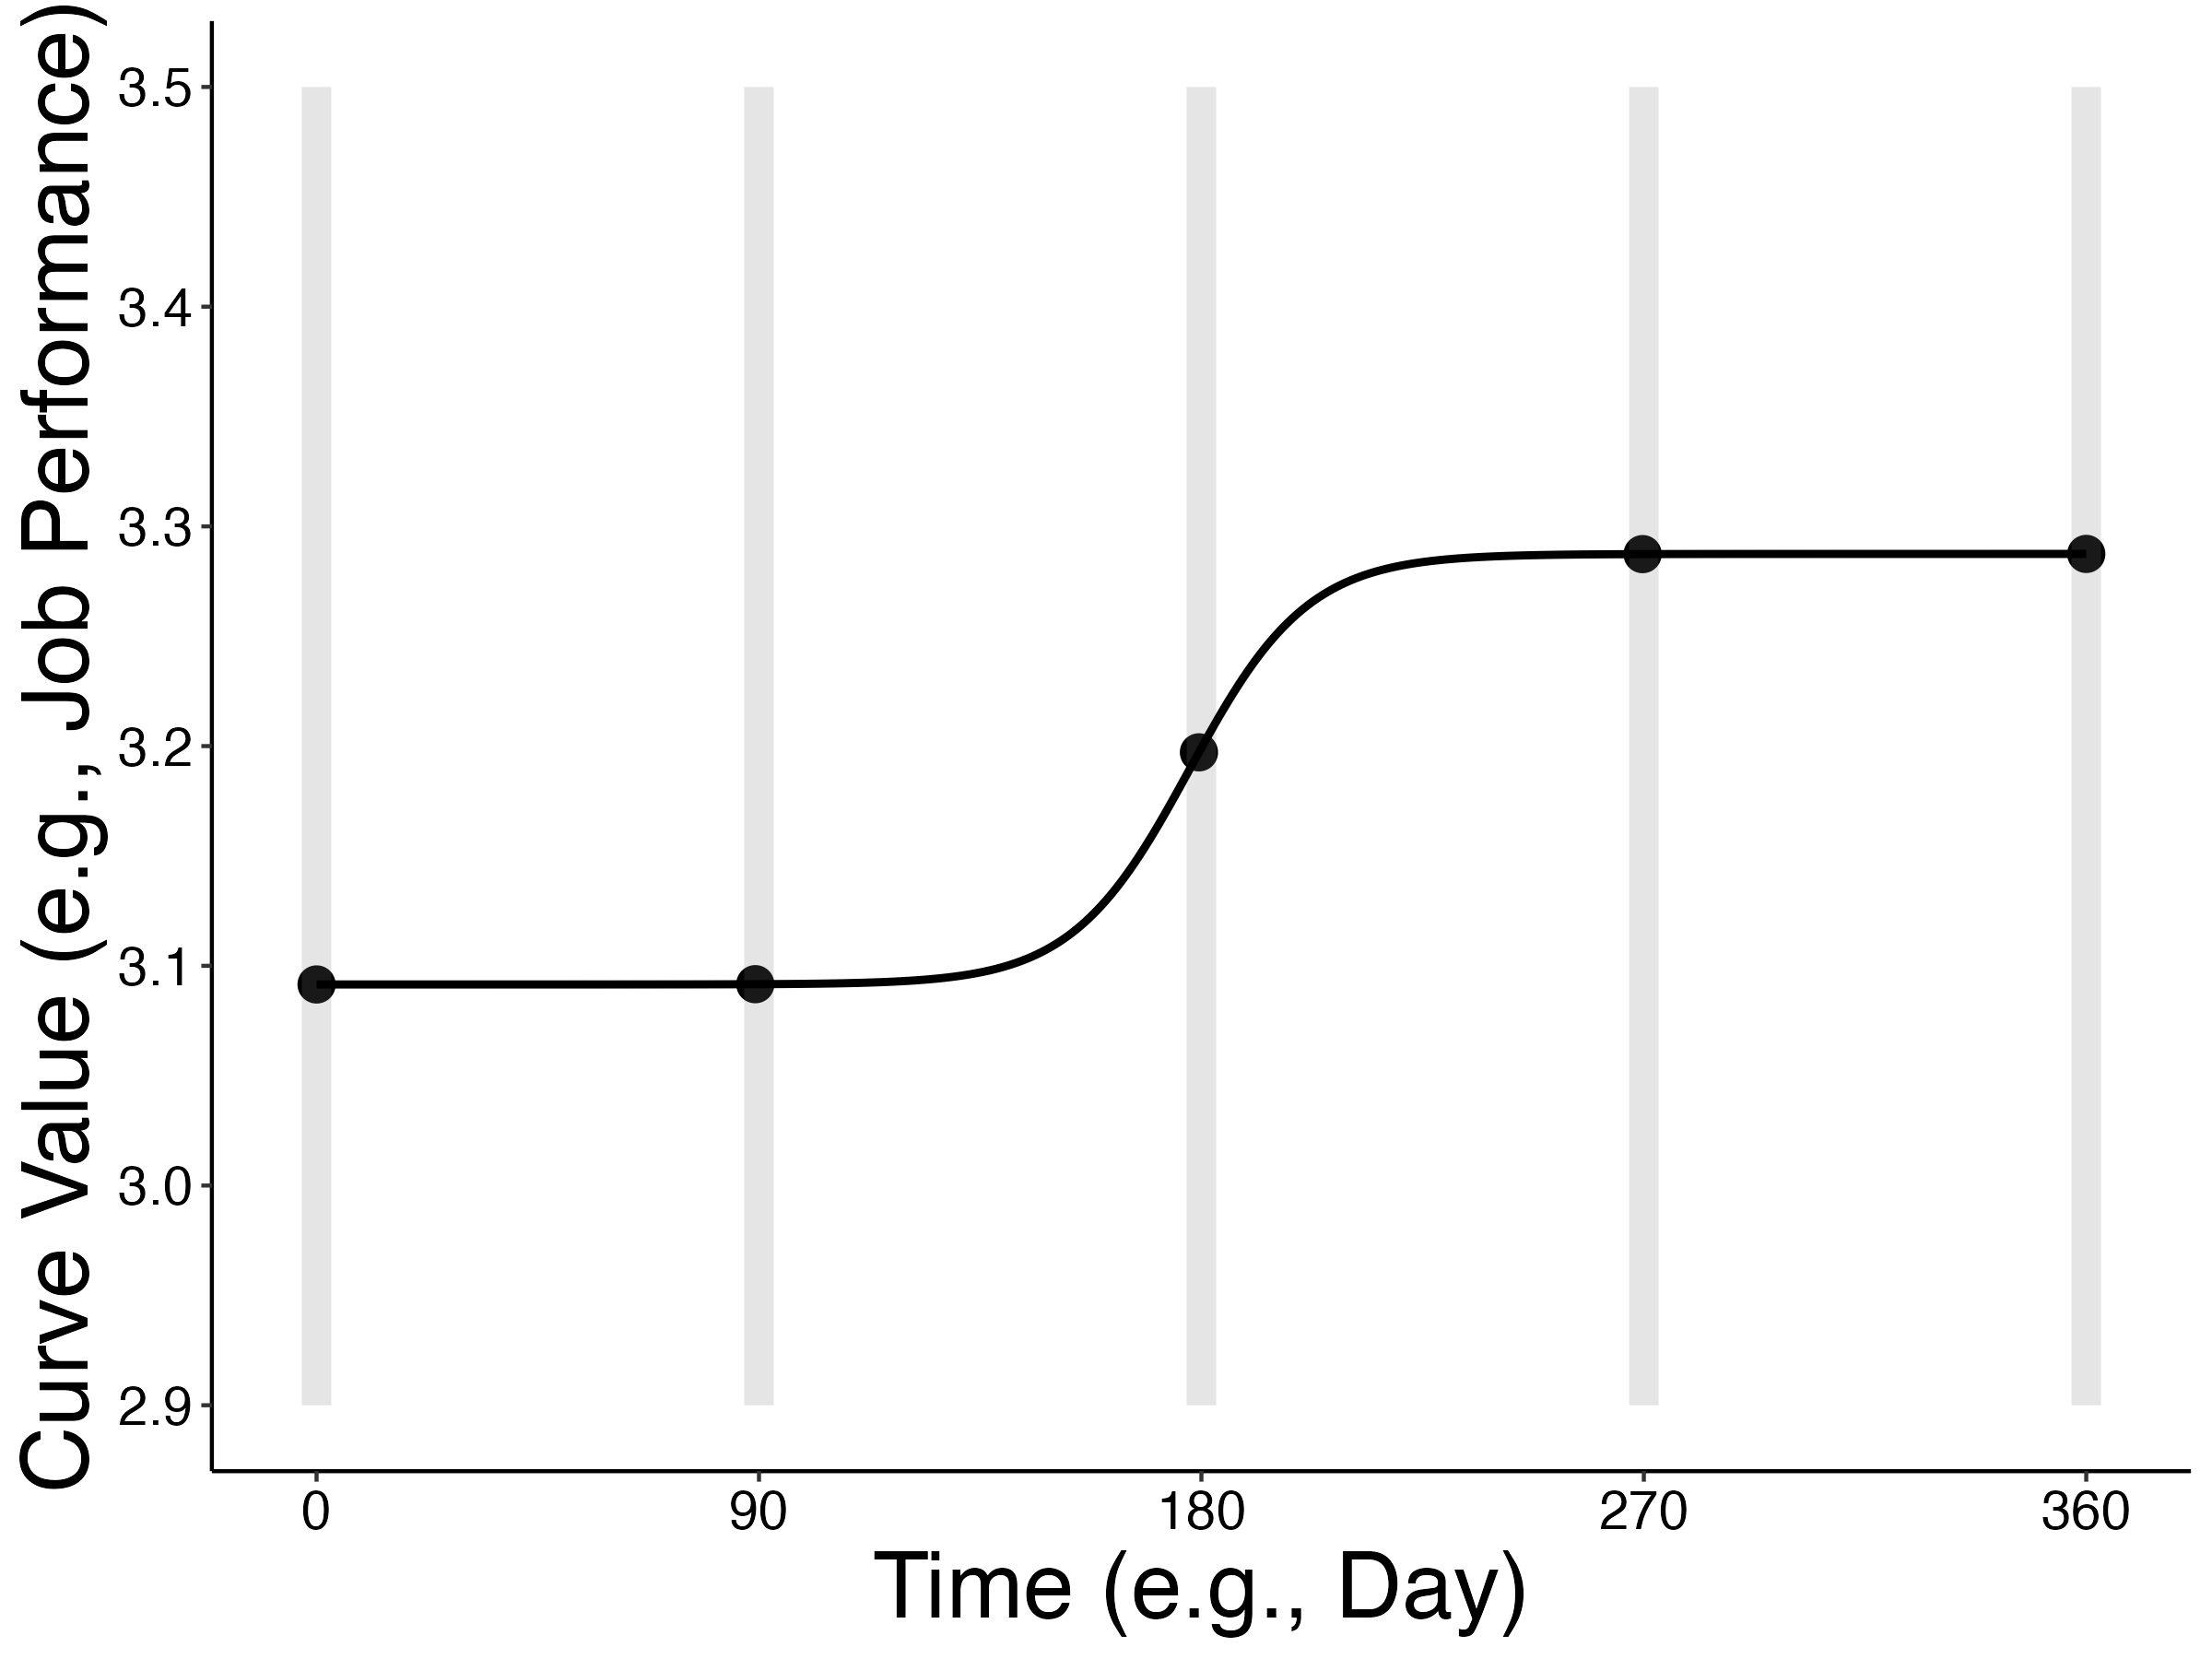 Curve Value (e.g., Job Performance)
3.5
3.4
3.3
3.2
3.1
3.0
2.9
0 90 180 270 360
Time (e.g., Day)